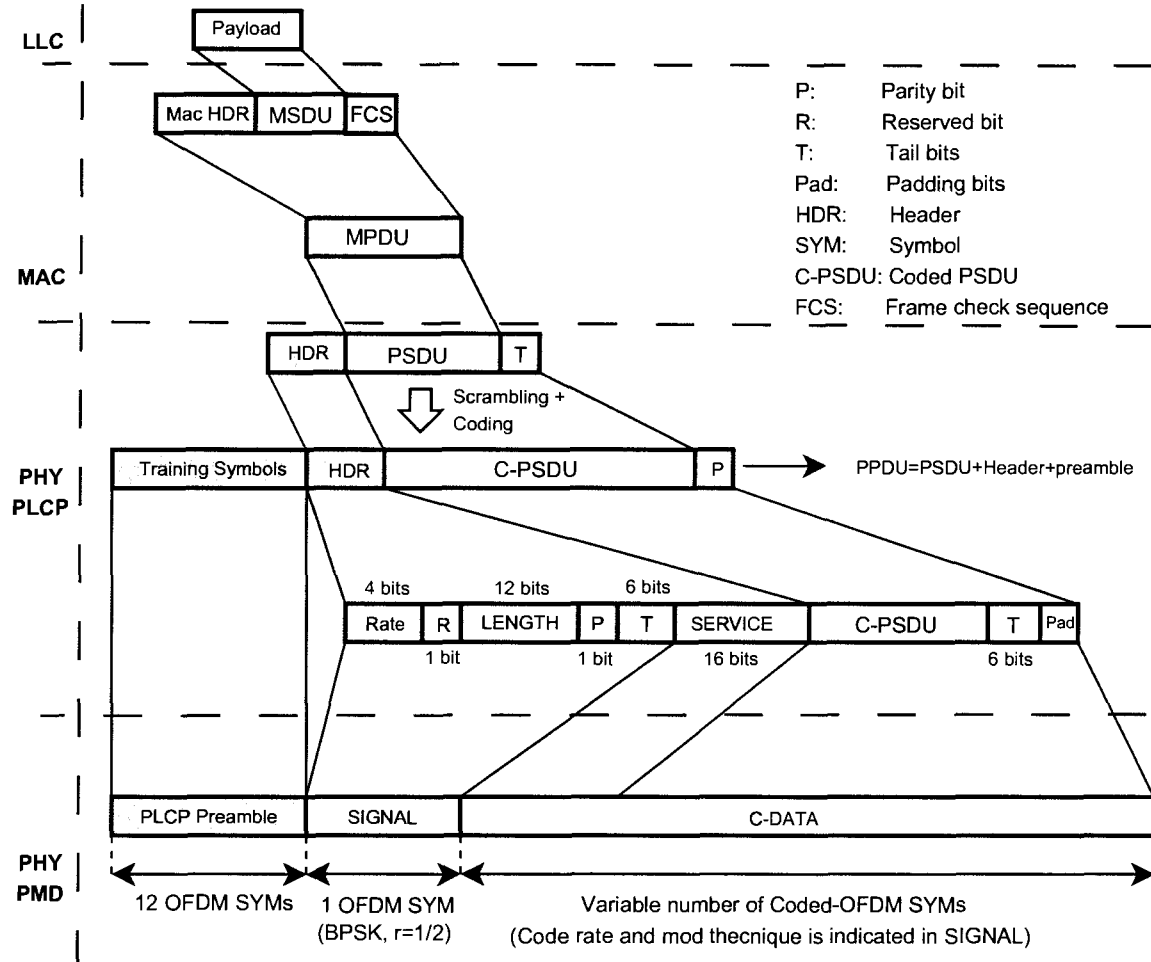 LLC
Payload
Mac HDR
MSDU
FCS
P: Parity bit
R: Reserved bit
T: Tail bits
Pad: Padding bits
HDR: Header
SYM: Symbol
C-PSDU: Coded PSDU
FCS: Frame check sequence
MPDU
MAC
HDR
PSDU
T
Scrambling +
Coding
PHY
PLCP
Training Symbols
HDR
C-PSDU
P
PPDU=PSDU+Header+preamble
4 bits
12 bits
6 bits
Rate
R
LENGTH
P
T
SERVICE
C-PSDU
T
Pad
1 bit
1 bit
16 bits
6 bits
PLCP Preamble
SIGNAL
C-DATA
PHY
PMD
12 OFDM SYMs
1 OFDM SYM
(BPSK, r=1/2)
Variable number of Coded-OFDM SYMs
(Code rate and mod thecnique is indicated in SIGNAL)